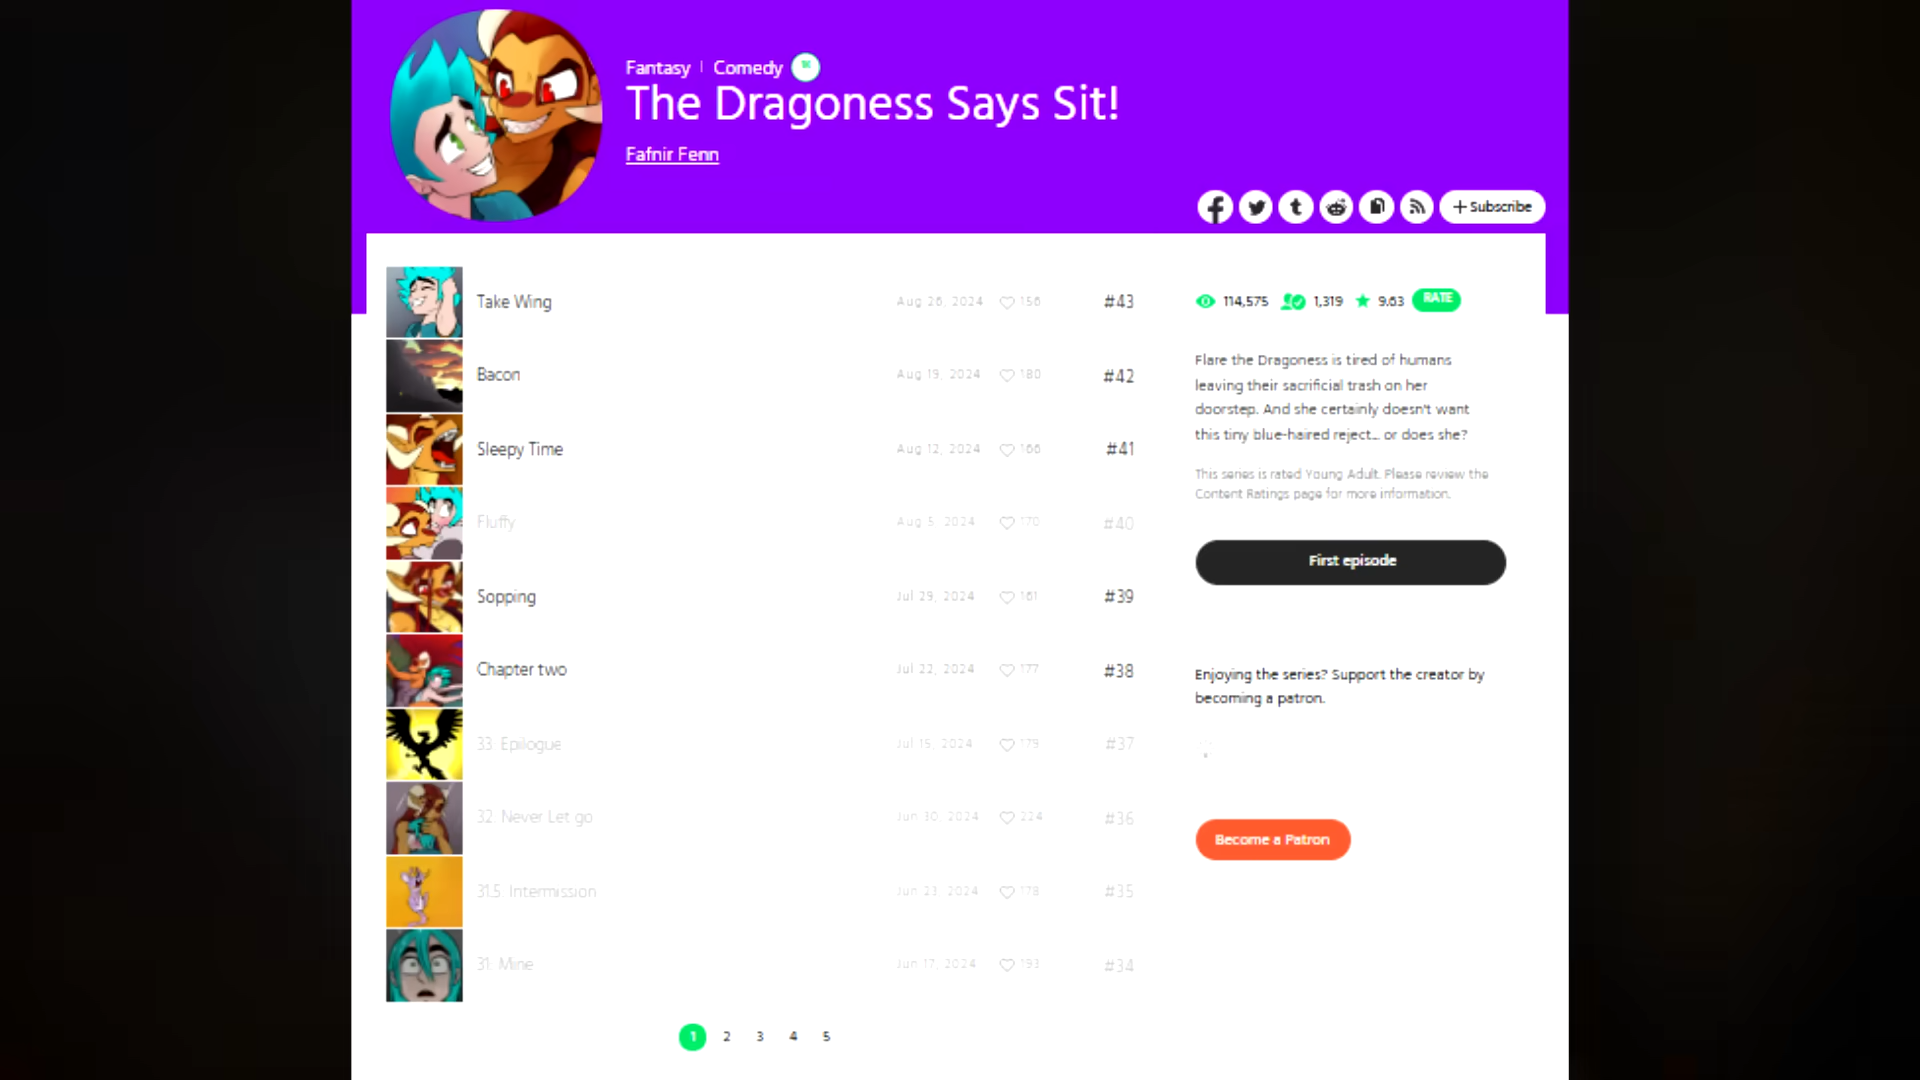 Fantasy | Comedy
The Dragoness Says Sit!
Fafnir Fenn
+ Subscribe
Take Wing Aug 26, 2024 156 #43
Bacon Aug 19, 2024 180 #42
Sleepy Time Aug 12, 2024 166 #41
Fluffy Aug 5, 2024 170 #40
Sopping Jul 29, 2024 161 #39
Chapter two Jul 22, 2024 177 #38
33. Epilogue Jul 15, 2024 179 #37
32. Never Let go Jun 30, 2024 224 #36
31.5. Intermission Jun 23, 2024 178 #35
31. Mine Jun 17, 2024 193 #34
1 2 3 4 5
114,575 1,319 9.63 RATE
Flare the Dragoness is tired of humans
leaving their sacrificial trash on her
doorstep. And she certainly doesn't want
this tiny blue-haired reject... or does she?
This series is rated Young Adult. Please review the
Content Ratings page for more information.
First episode
Enjoying the series? Support the creator by
becoming a patron.
Become a Patron